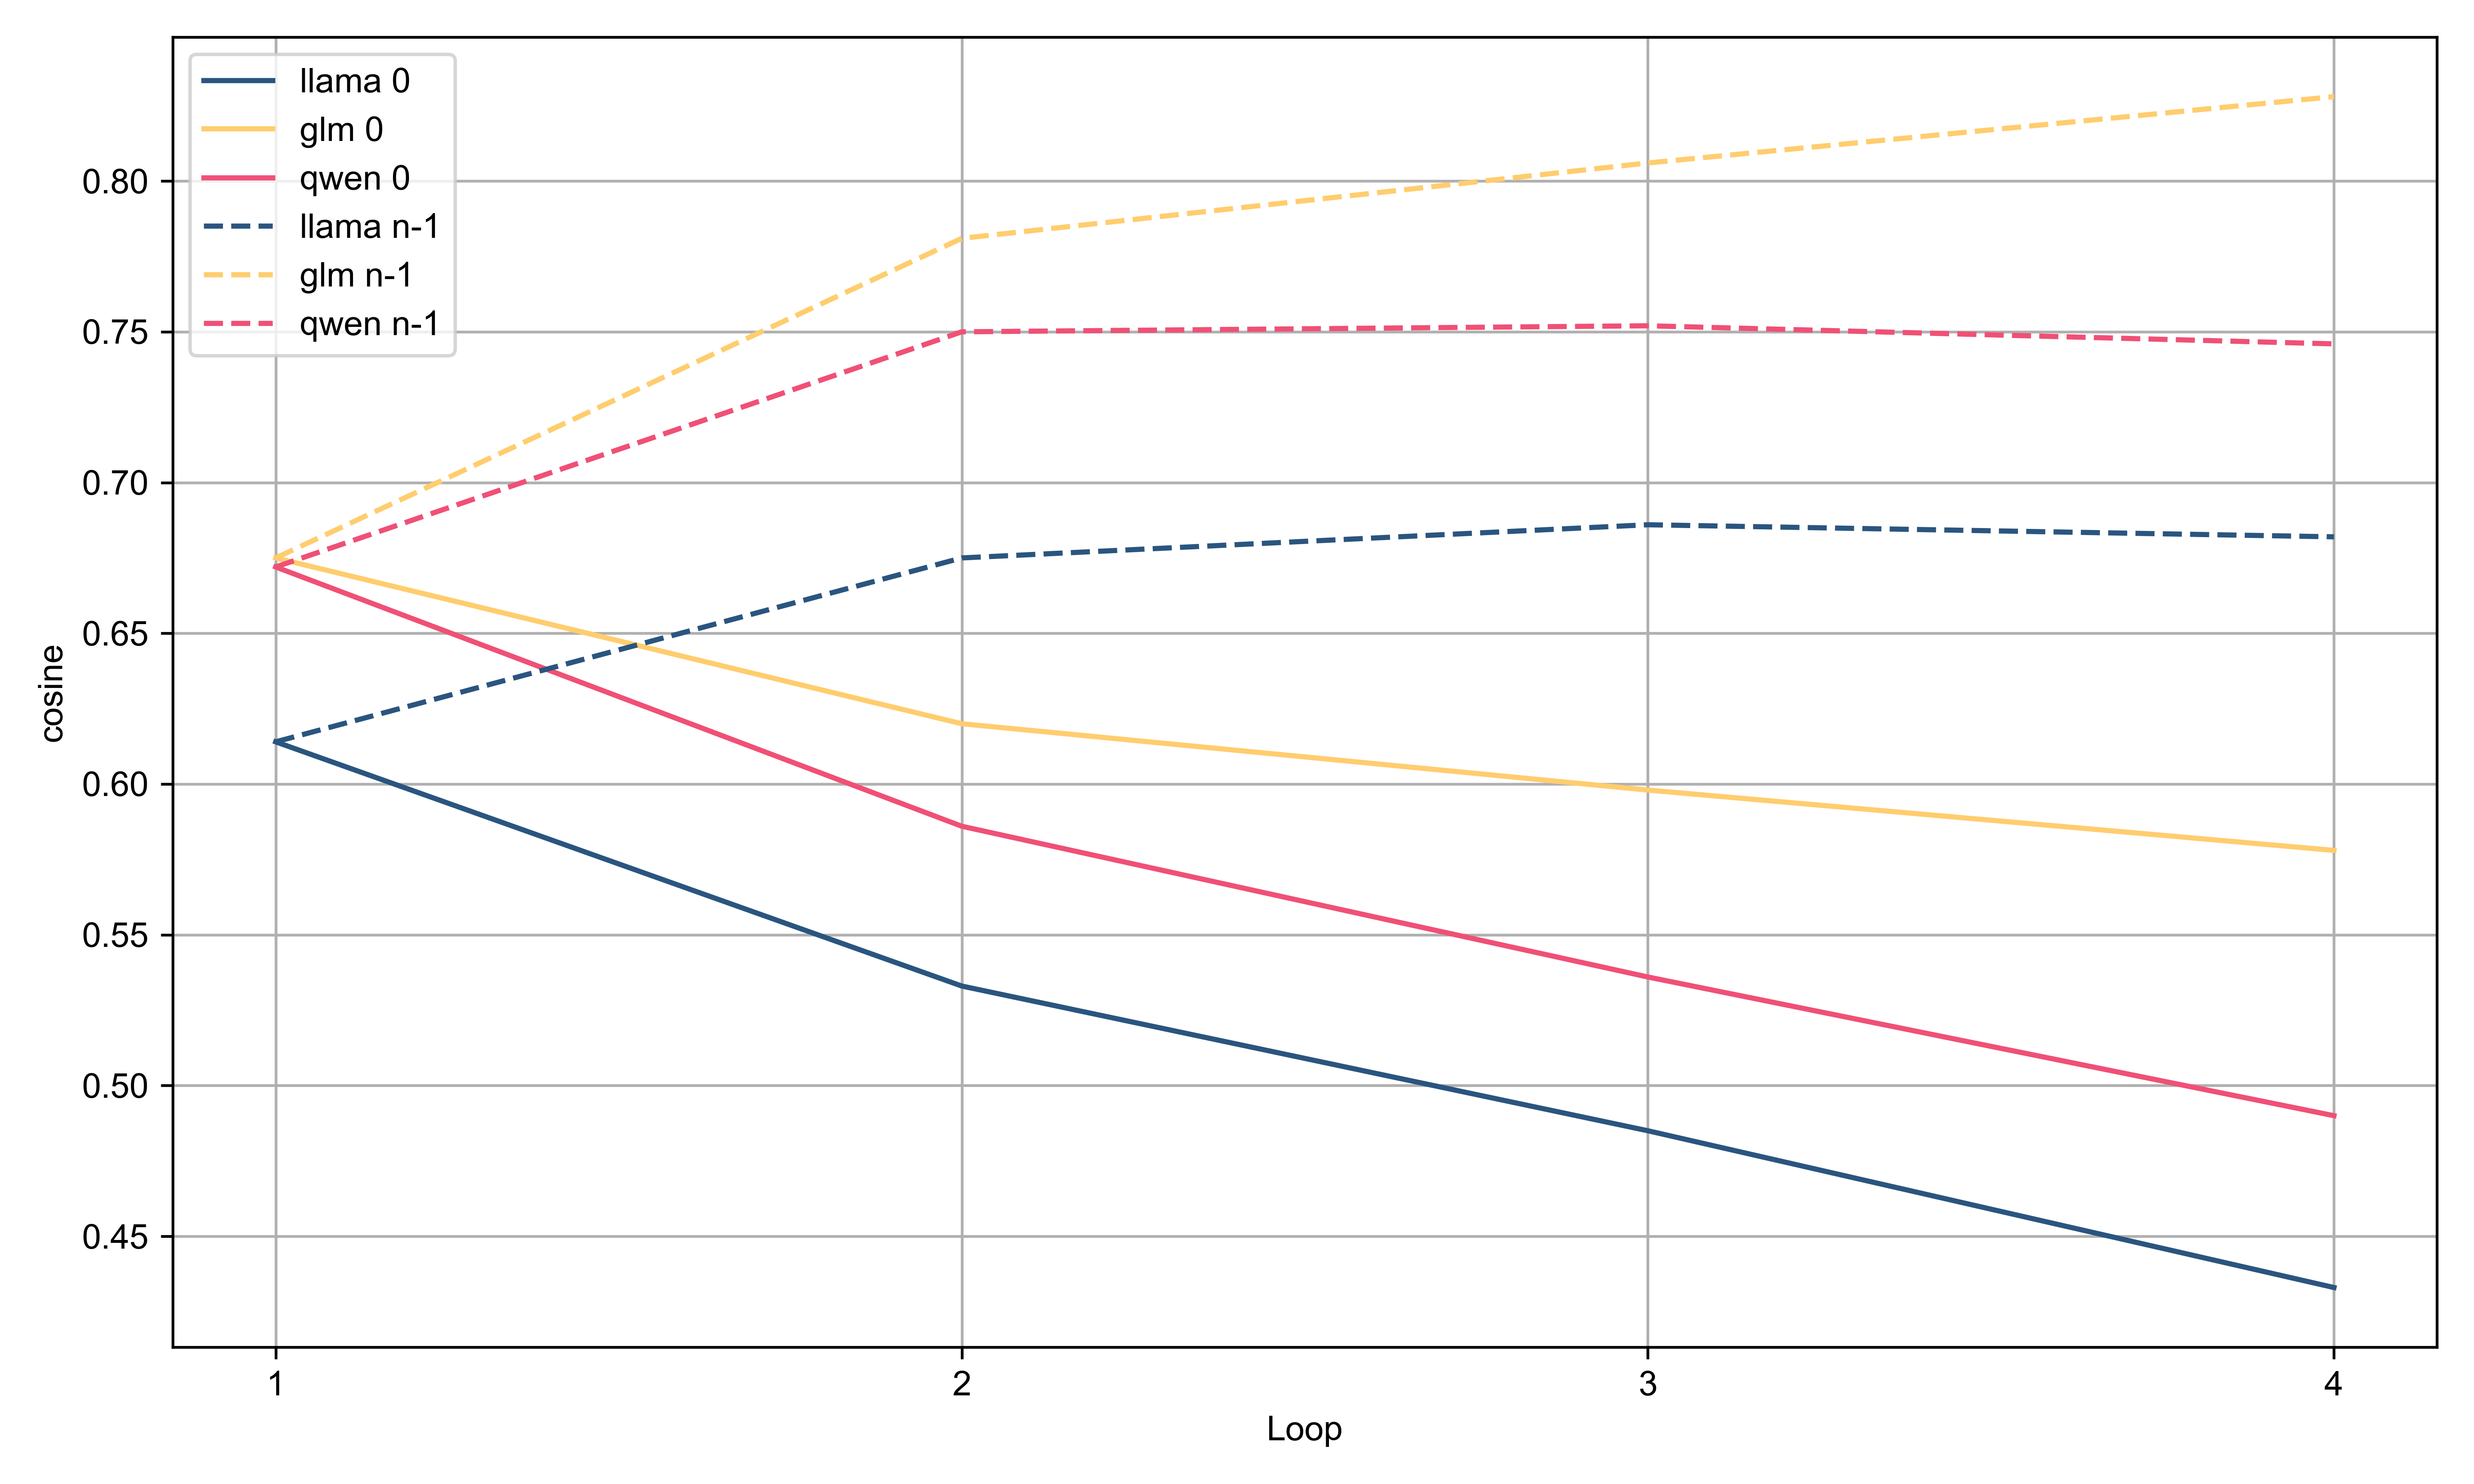 llama 0
glm 0
qwen 0
llama n-1
glm n-1
qwen n-1
0.80
0.75
0.70
0.65
0.60
0.55
0.50
0.45
cosine
1 2 3 4
Loop